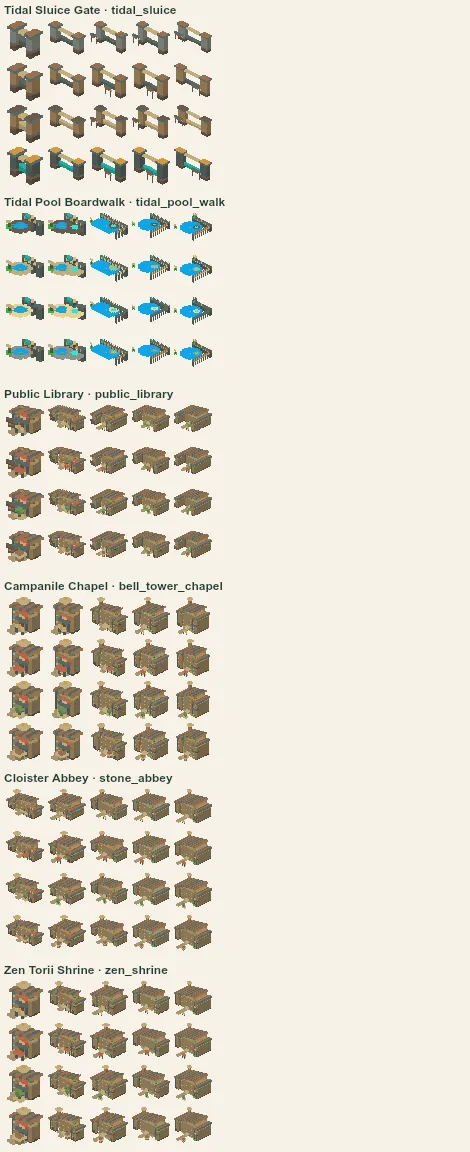 Tidal Sluice Gate · tidal_sluice
Tidal Pool Boardwalk · tidal_pool_walk
Public Library · public_library
Campanile Chapel · bell_tower_chapel
Cloister Abbey · stone_abbey
Zen Torii Shrine · zen_shrine